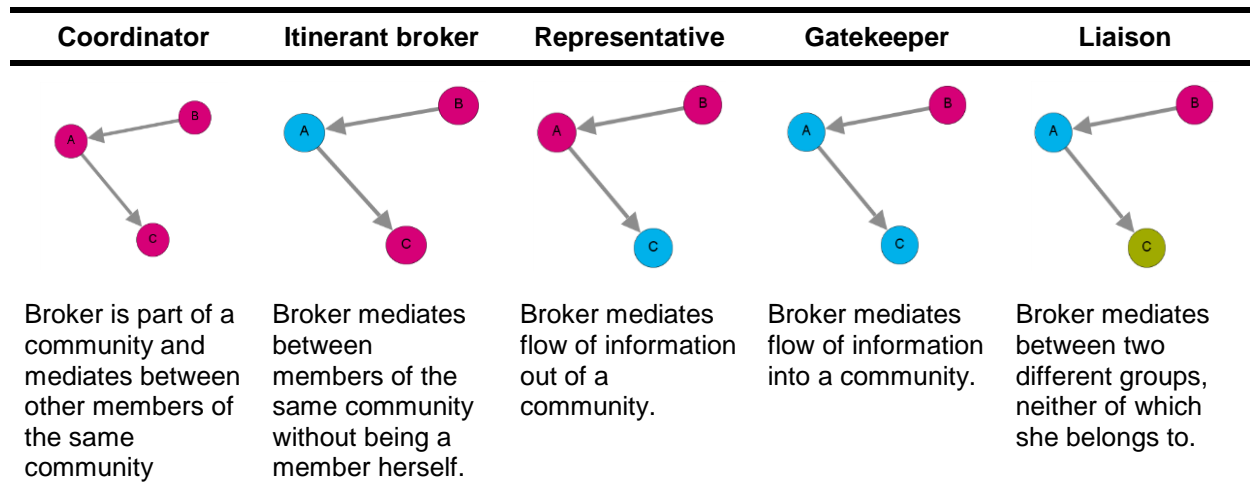 Coordinator Itinerant broker Representative Gatekeeper Liaison
B
A
C
B
A
C
B
A
C
B
A
C
B
A
C
Broker is part of a
community and
mediates between
other members of
the same
community
Broker mediates
between
members of the
same community
without being a
member herself.
Broker mediates
flow of information
out of a
community.
Broker mediates
flow of information
into a community.
Broker mediates
between two
different groups,
neither of which
she belongs to.